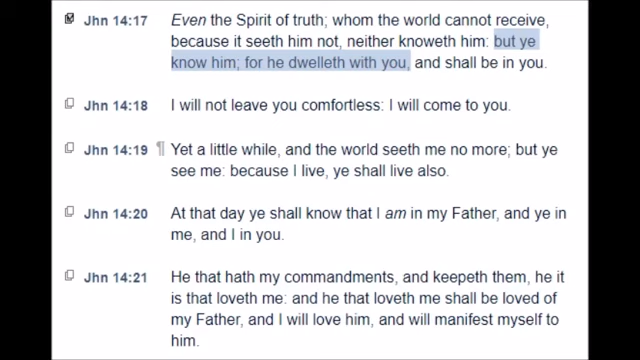 Jhn 14:17 Even the Spirit of truth; whom the world cannot receive,
because it seeth him not, neither knoweth him: but ye
know him; for he dwelleth with you, and shall be in you.
Jhn 14:18 I will not leave you comfortless: I will come to you.
Jhn 14:19 ¶ Yet a little while, and the world seeth me no more; but ye
see me: because I live, ye shall live also.
Jhn 14:20 At that day ye shall know that I am in my Father, and ye in
me, and I in you.
Jhn 14:21 He that hath my commandments, and keepeth them, he it
is that loveth me: and he that loveth me shall be loved of
my Father, and I will love him, and will manifest myself to
him.